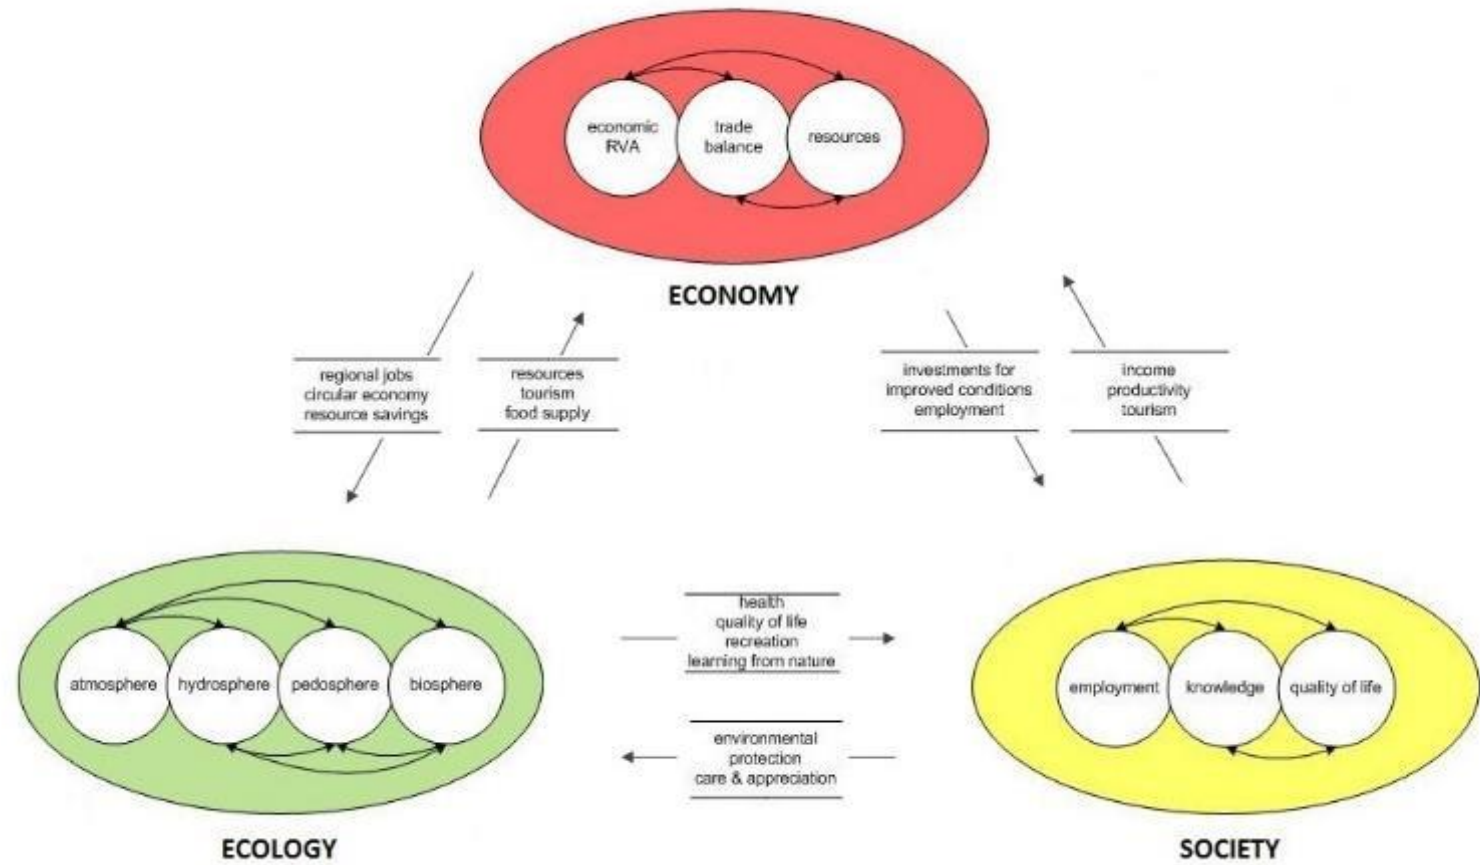 economic
RVA
trade
balance
resources
ECONOMY
regional jobs
circular economy
resource savings
resources
tourism
food supply
investments for
improved conditions
employment
income
productivity
tourism
health
quality of life
recreation
learning from nature
atmosphere
hydrosphere
pedosphere
biosphere
employment
knowledge
quality of life
environmental
protection
care & appreciation
ECOLOGY
SOCIETY